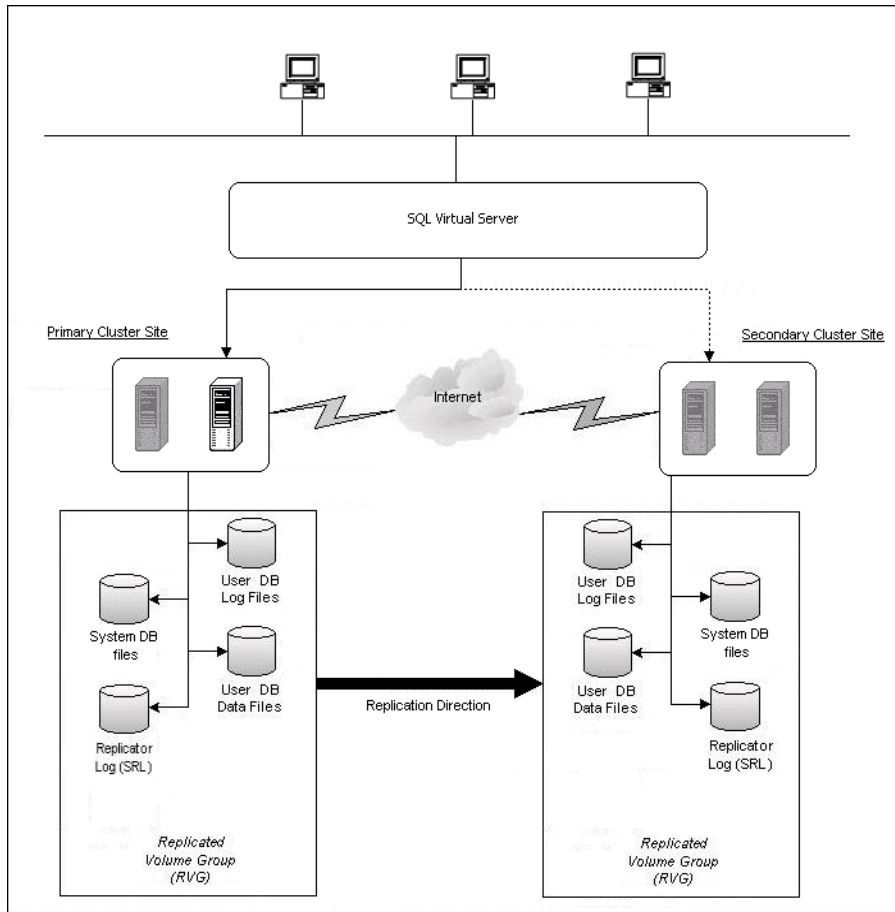 SQL Virtual Server
Primary Cluster Site
Secondary Cluster Site
Internet
User DB
Log Files
System DB
files
User DB
Data Files
Replicator
Log (SRL)
Replicated
Volume Group
(RVG)
Replication Direction
User DB
Log Files
System DB
files
User DB
Data Files
Replicator
Log (SRL)
Replicated
Volume Group
(RVG)